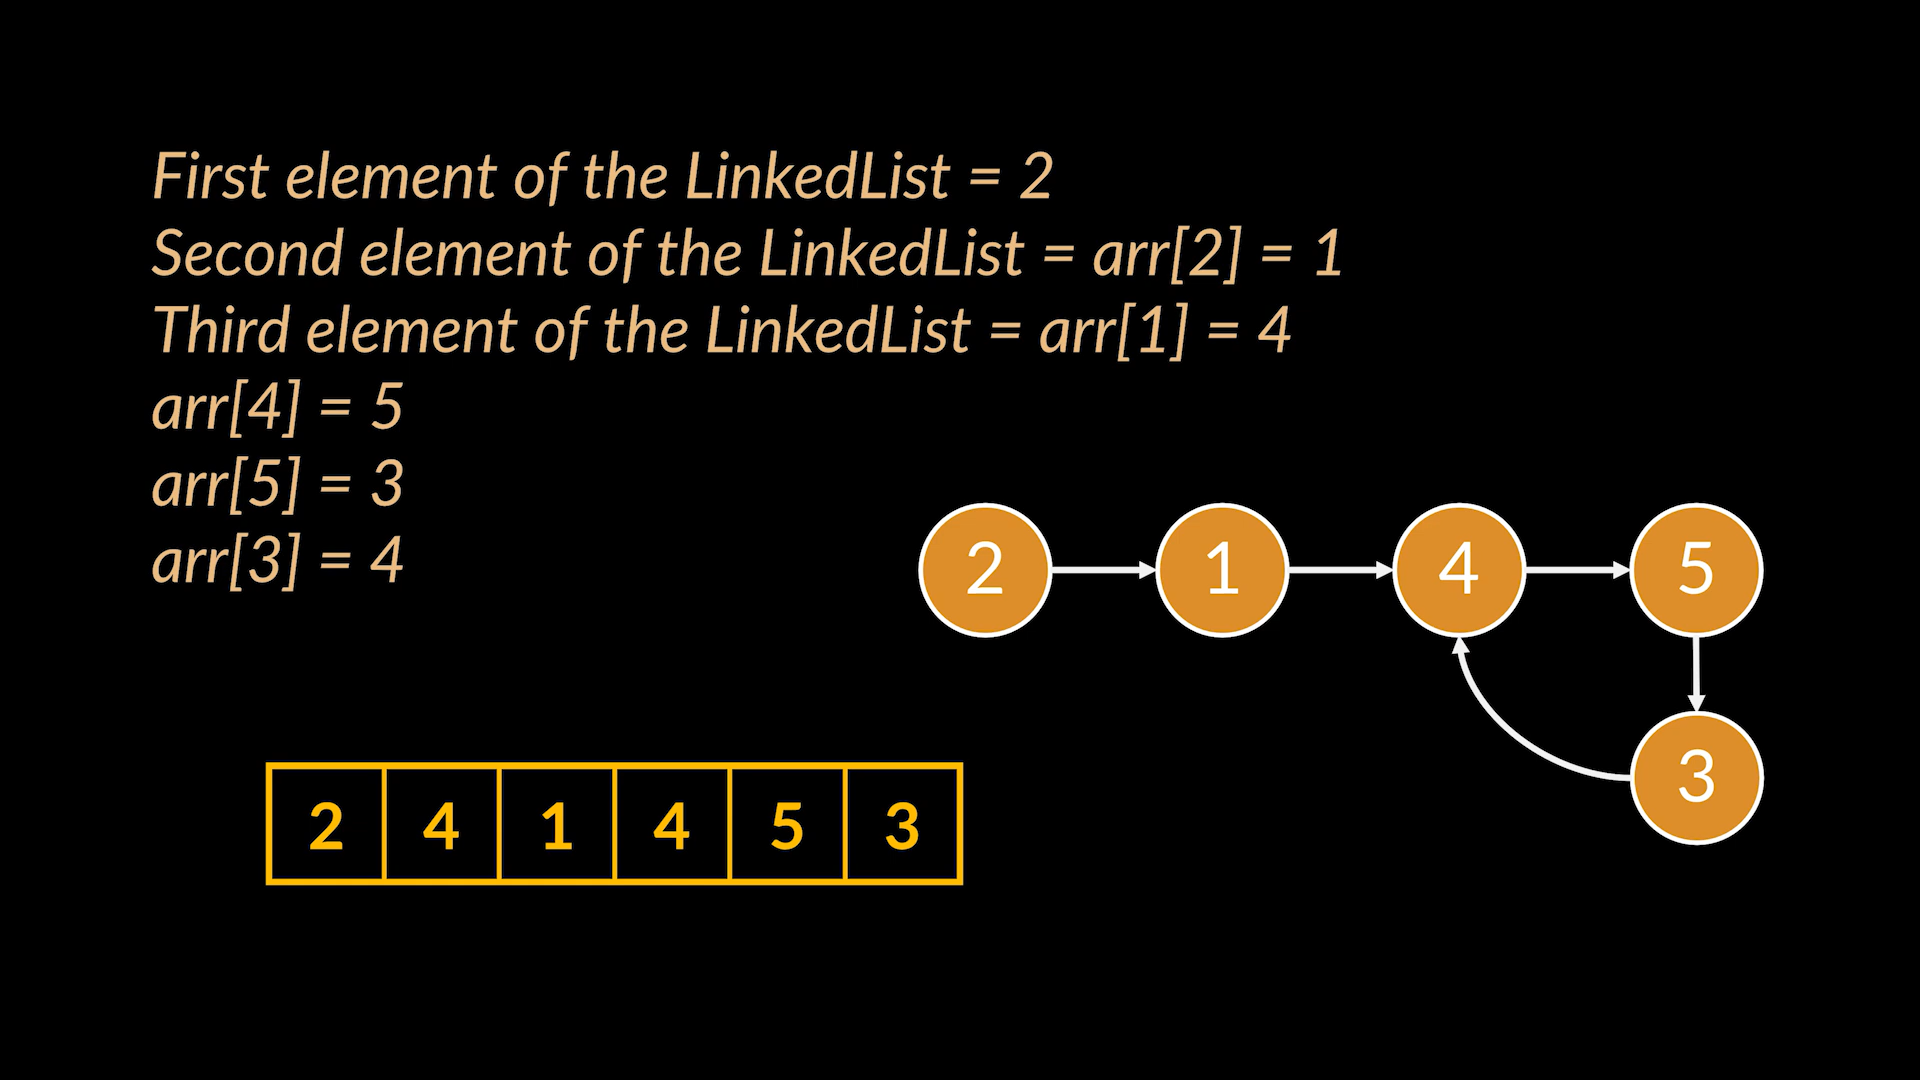 First element of the LinkedList = 2
Second element of the LinkedList = arr[2] = 1
Third element of the LinkedList = arr[1] = 4
arr[4] = 5
arr[5] = 3
arr[3] = 4
2 1 4 5
3
2 4 1 4 5 3